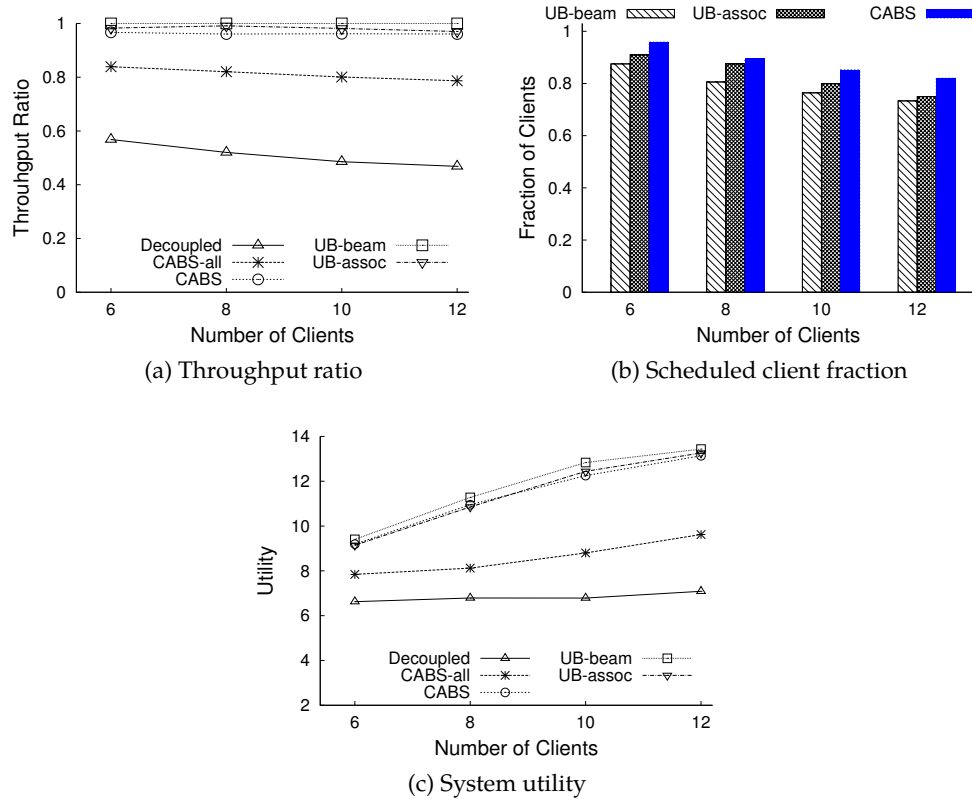 1
0.8
0.6
0.4
0.2
0
Throuhgput Ratio
Decoupled
CABS-all
CABS
UB-beam
UB-assoc
6 8 10 12
Number of Clients
(a) Throughput ratio
UB-beam UB-assoc CABS
1
0.8
0.6
0.4
0.2
0
Fraction of Clients
6 8 10 12
Number of Clients
(b) Scheduled client fraction
14
12
10
8
6
4
2
Utility
Decoupled
CABS-all
CABS
UB-beam
UB-assoc
6 8 10 12
Number of Clients
(c) System utility